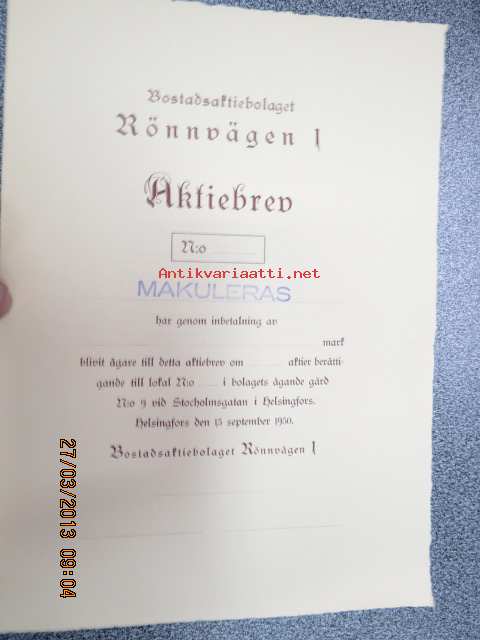 Bostadsaktiebolaget
Rönnvägen 1
Aktiebrev
N:o
Antikvariaatti.net
MAKULERAS
har genom inbetalning av
mark
blivit ägare till detta aktiebrev om aktier berätti-
gande till lokal N:o i bolagets ägande gård
N:o 9 vid Stocholmsgatan i Helsingfors.
Helsingfors den 15 september 1950.
Bostadsaktiebolaget Rönnvägen 1
27/03/2013 09:04